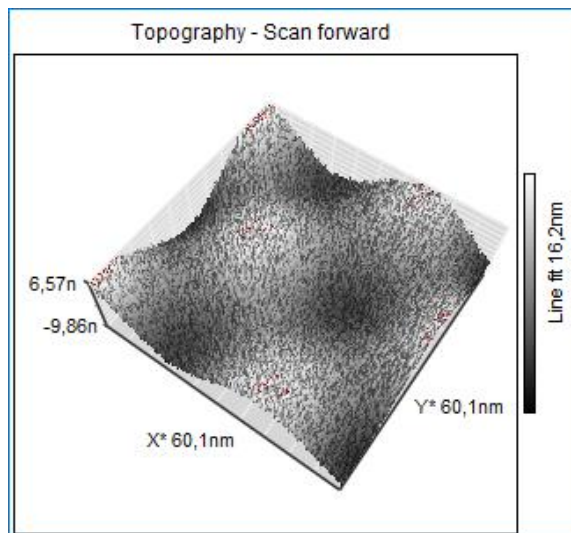 Topography - Scan forward
6,57n
-9,86n
X* 60,1nm
Y* 60,1nm
Line fit 16,2nm